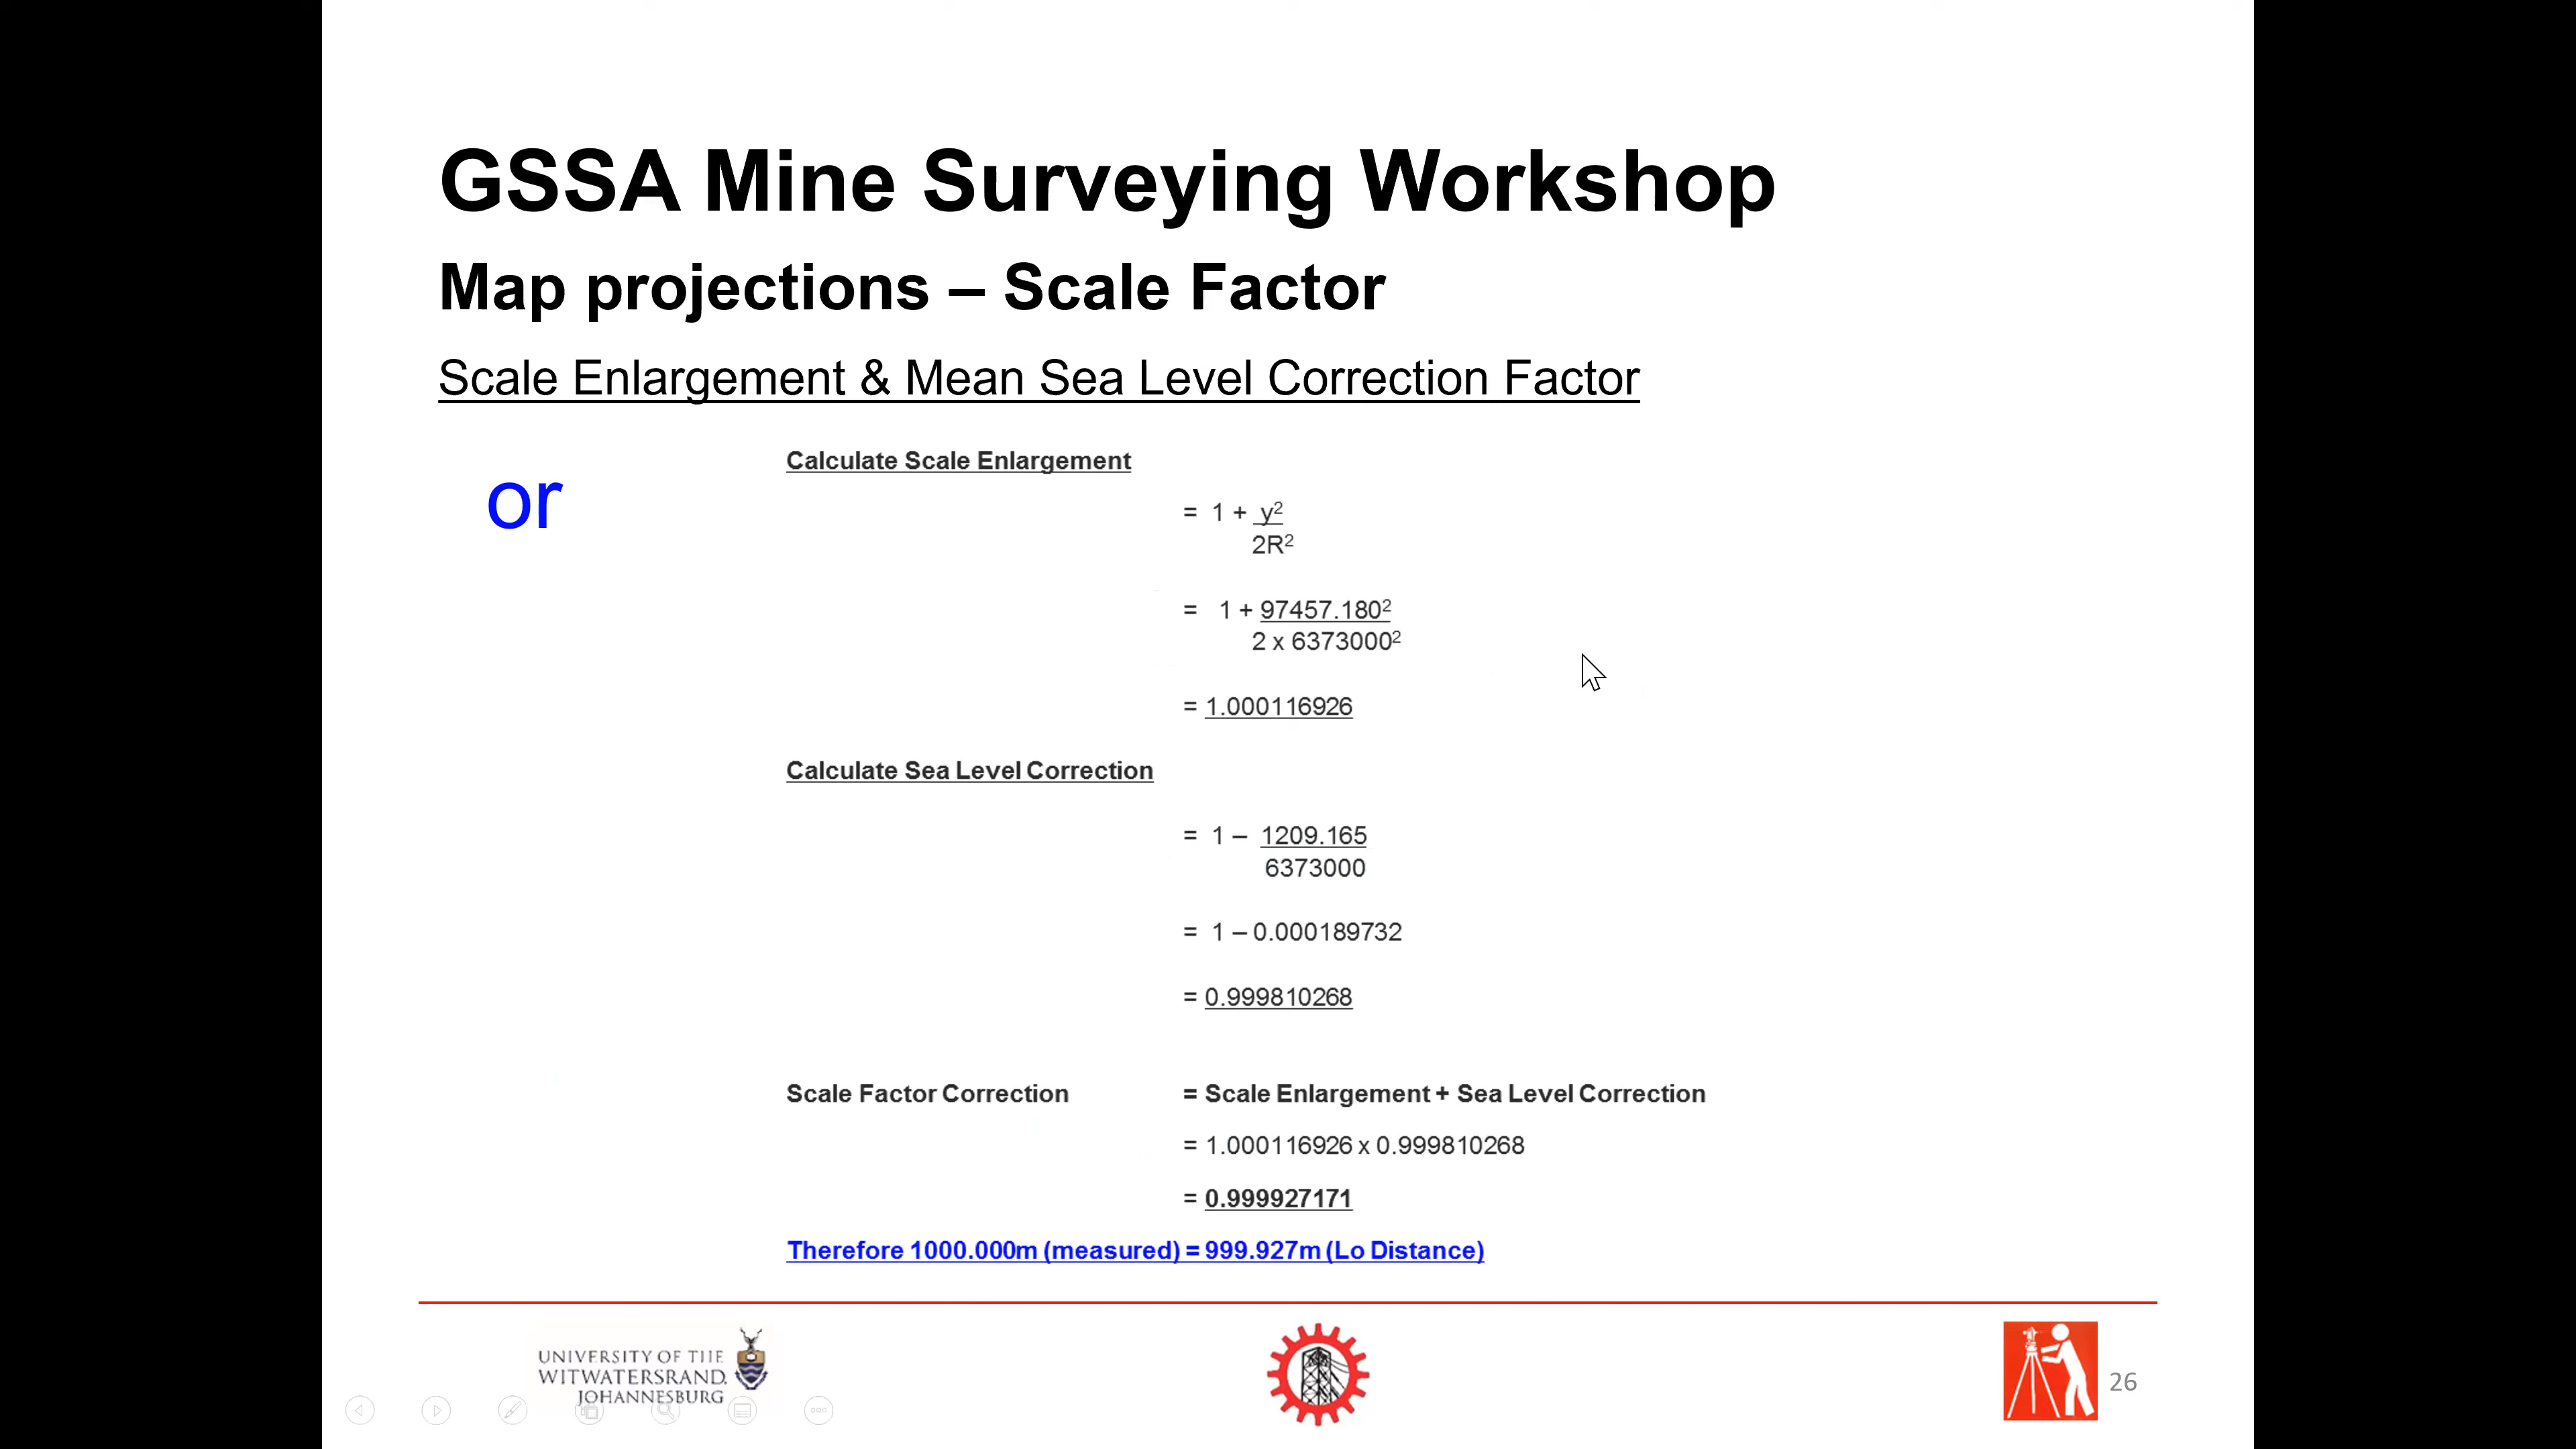 GSSA Mine Surveying Workshop
Map projections – Scale Factor
Scale Enlargement & Mean Sea Level Correction Factor
or
Calculate Scale Enlargement
= 1 + y²
2R²
= 1 + 97457.180²
2 x 6373000²
= 1.000116926
Calculate Sea Level Correction
= 1 – 1209.165
6373000
= 1 – 0.000189732
= 0.999810268
Scale Factor Correction = Scale Enlargement + Sea Level Correction
= 1.000116926 x 0.999810268
= 0.999927171
Therefore 1000.000m (measured) = 999.927m (Lo Distance)
UNIVERSITY OF THE
WITWATERSRAND,
JOHANNESBURG
26